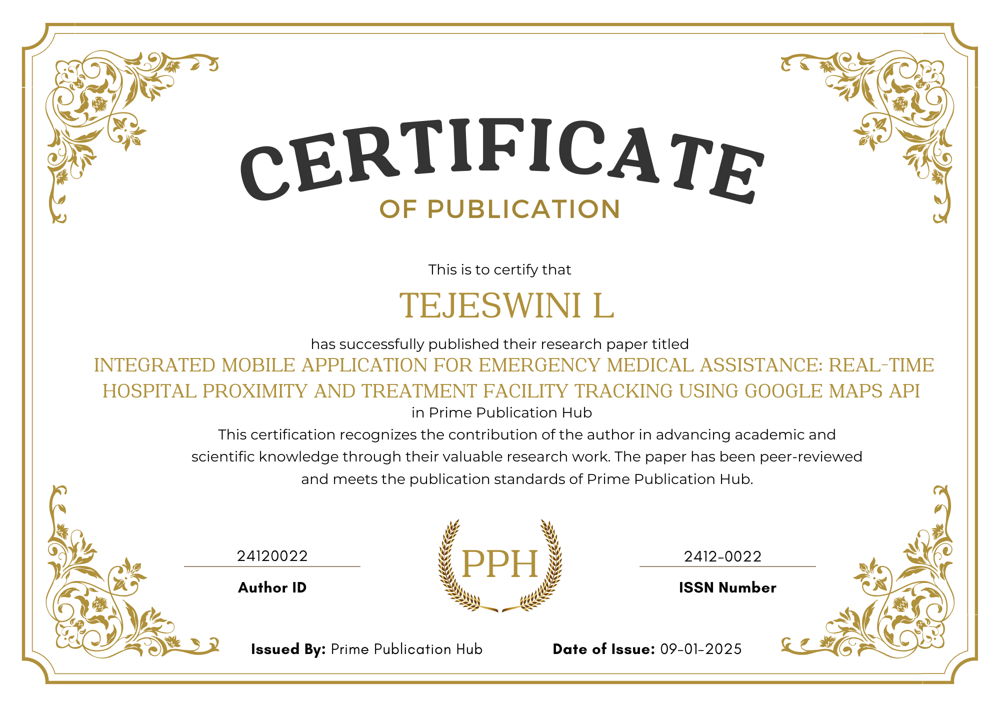 CERTIFICATE
OF PUBLICATION
This is to certify that
TEJESWINI L
has successfully published their research paper titled
INTEGRATED MOBILE APPLICATION FOR EMERGENCY MEDICAL ASSISTANCE: REAL-TIME
HOSPITAL PROXIMITY AND TREATMENT FACILITY TRACKING USING GOOGLE MAPS API
in Prime Publication Hub
This certification recognizes the contribution of the author in advancing academic and
scientific knowledge through their valuable research work. The paper has been peer-reviewed
and meets the publication standards of Prime Publication Hub.
24120022
Author ID
PPH
2412-0022
ISSN Number
Issued By: Prime Publication Hub
Date of Issue: 09-01-2025